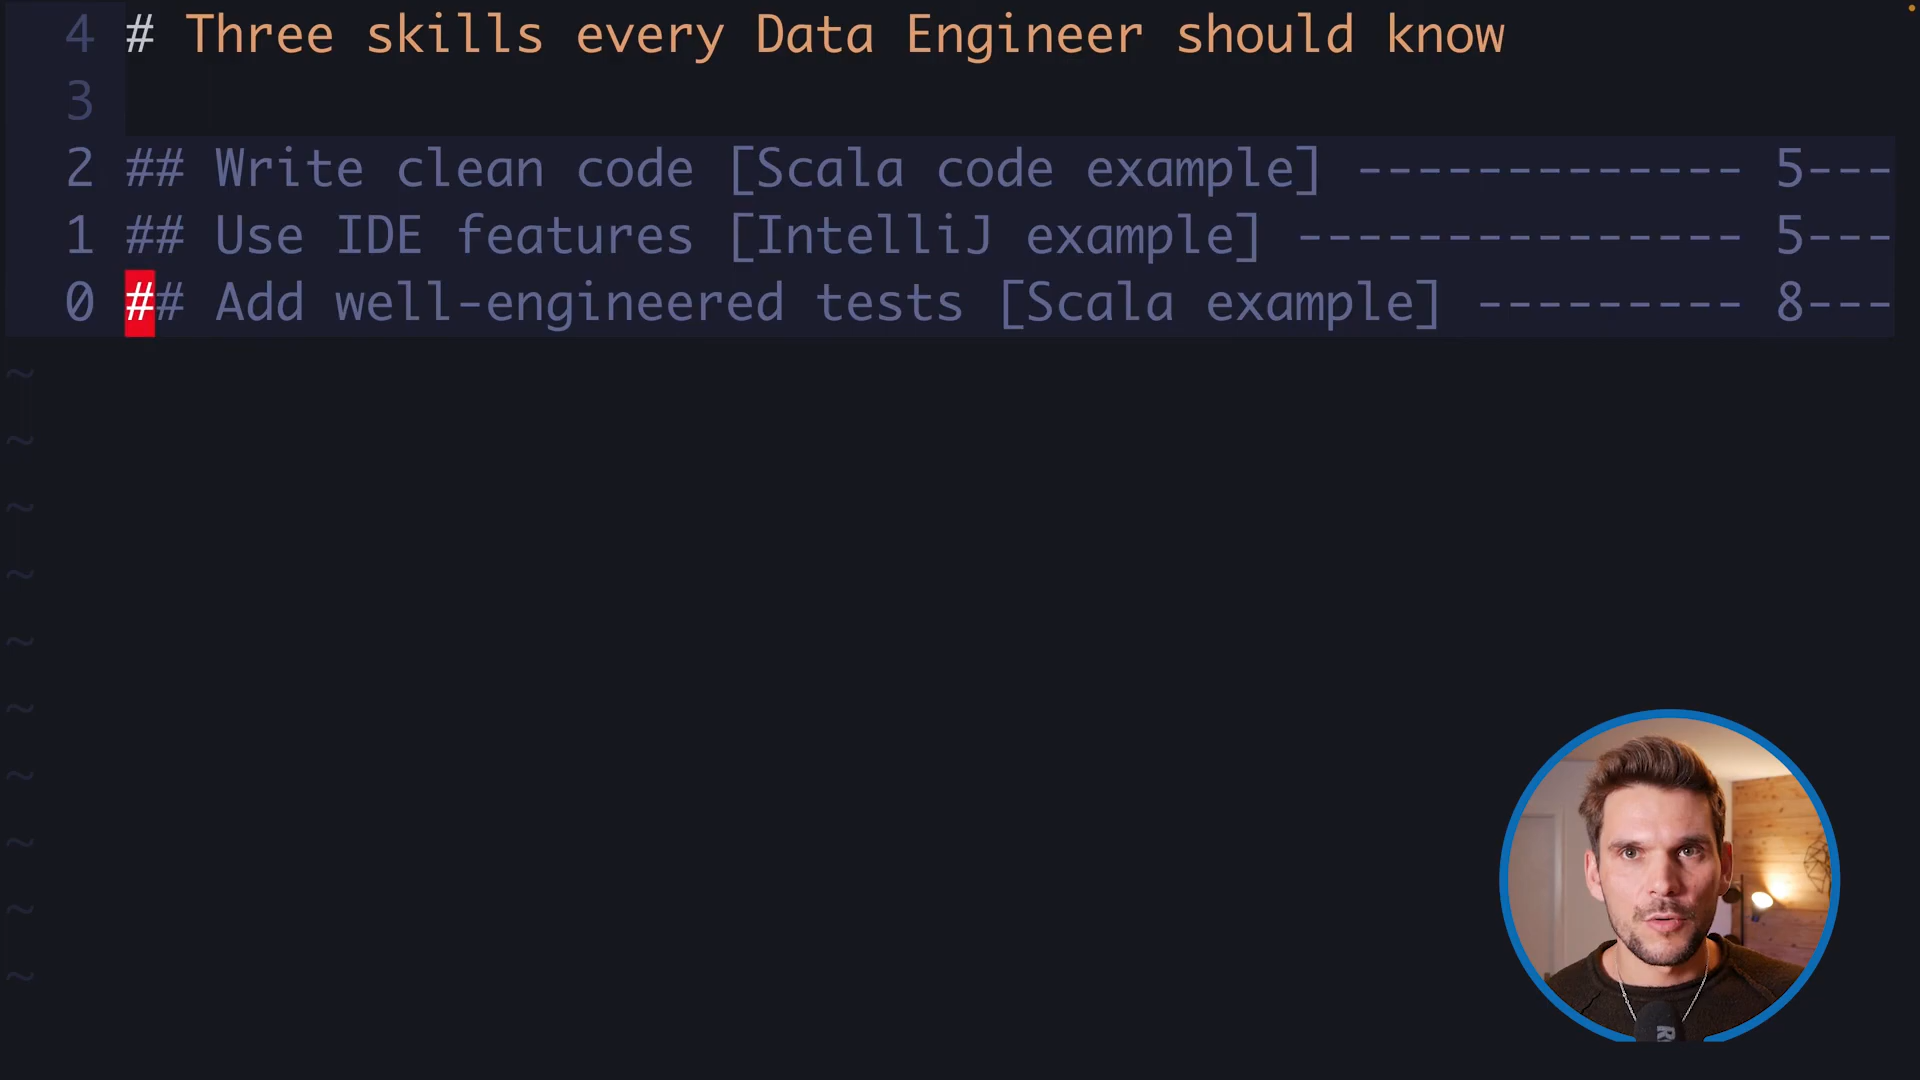 4 # Three skills every Data Engineer should know
3
2 ## Write clean code [Scala code example] ------------- 5---
1 ## Use IDE features [IntelliJ example] --------------- 5---
0 ## Add well-engineered tests [Scala example] --------- 8---
~
~
~
~
~
~
~
~
~
~